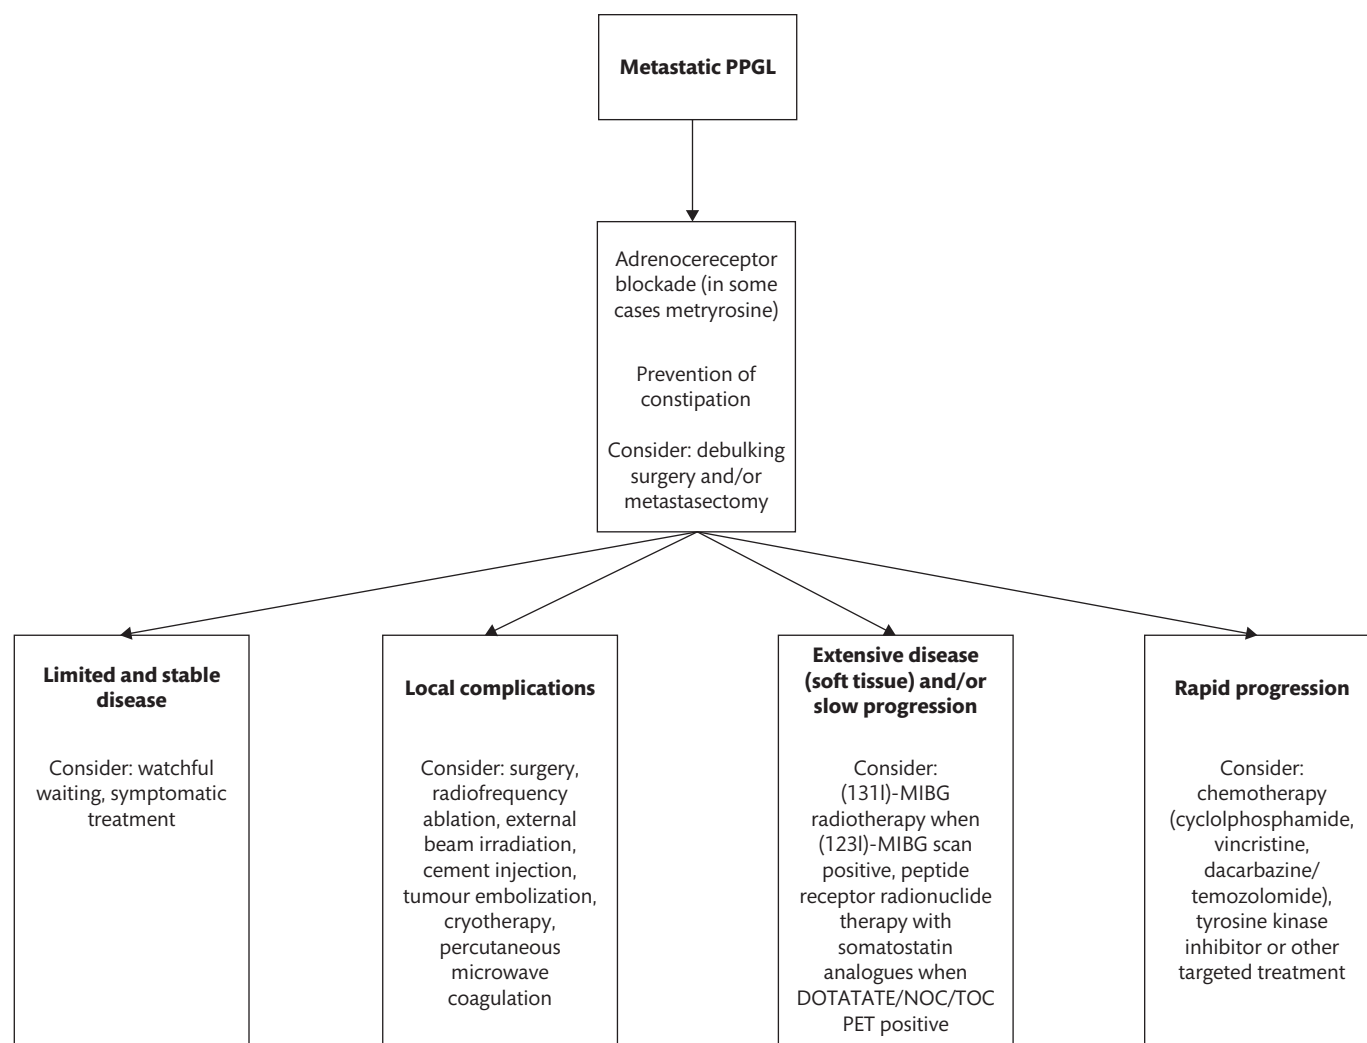 Metastatic PPGL
Adrenocereceptor
blockade (in some
cases metryrosine)
Prevention of
constipation
Consider: debulking
surgery and/or
metastasectomy
Limited and stable
disease
Consider: watchful
waiting, symptomatic
treatment
Local complications
Consider: surgery,
radiofrequency
ablation, external
beam irradiation,
cement injection,
tumour embolization,
cryotherapy,
percutaneous
microwave
coagulation
Extensive disease
(soft tissue) and/or
slow progression
Consider:
(131I)-MIBG
radiotherapy when
(123I)-MIBG scan
positive, peptide
receptor radionuclide
therapy with
somatostatin
analogues when
DOTATATE/NOC/TOC
PET positive
Rapid progression
Consider:
chemotherapy
(cyclolphosphamide,
vincristine,
dacarbazine/
temozolomide),
tyrosine kinase
inhibitor or other
targeted treatment